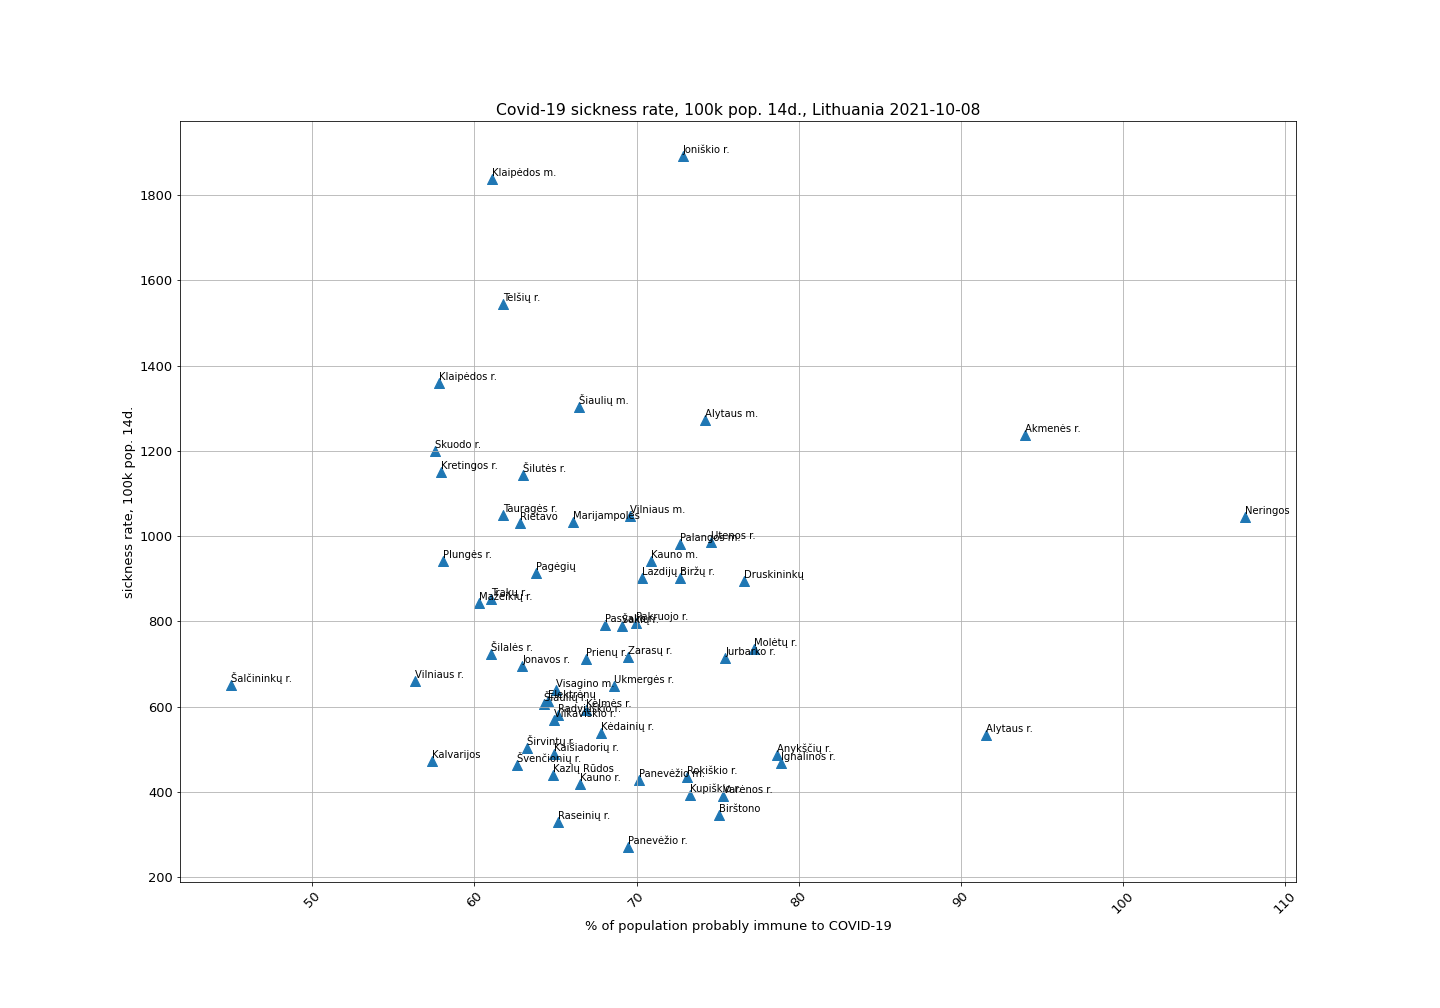 Covid-19 sickness rate, 100k pop. 14d., Lithuania 2021-10-08
Joniškio r.
Klaipėdos m.
1800
1600
Telšių r.
1400
Klaipėdos r.
Šiaulių m.
Alytaus m.
Akmenės r.
1200
Skuodo r.
Kretingos r.
Šilutės r.
Tauragės r.
Rietavo
Marijampolės
Vilniaus m.
Neringos
1000
Palangos m.
Utenos r.
Plungės r.
Kauno m.
Pagėgių
Lazdijų
Biržų r.
Druskininkų
Trakų r.
Mažeikių r.
800
Pasvalio r.
Šakių r.
Pakruojo r.
Molėtų r.
Jurbarko r.
Šilalės r.
Jonavos r.
Prienų r.
Zarasų r.
Šalčininkų r.
Vilniaus r.
Visagino m.
Ukmergės r.
Elektrėnų
Šiaulių r.
600
Kelmės r.
Radviliškio r.
Vilkaviškio r.
Kėdainių r.
Alytaus r.
Širvintų r.
Kaišiadorių r.
Anykščių r.
Ignalinos r.
Kalvarijos
Švenčionių r.
Kazlų Rūdos
Kauno r.
Panevėžio m.
Rokiškio r.
400
Kupiškio r.
Varėnos r.
Birštono
Raseinių r.
Panevėžio r.
200
50
60
70
80
90
100
110
% of population probably immune to COVID-19
sickness rate, 100k pop. 14d.